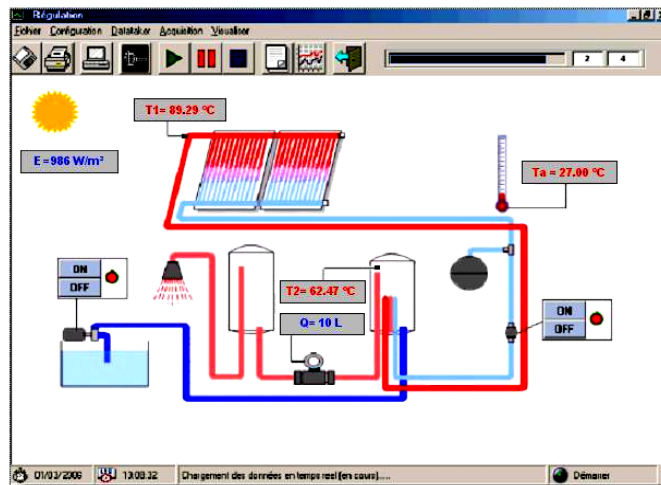 Régulation
Fichier Configuration Datataker Acquisition Visualiser
2 4
T1= 89.29 °C
E =986 W/m²
Ta = 27.00 °C
ON
OFF
T2= 62.47 °C
Q= 10 L
ON
OFF
01/03/2006 13:08:32 Chargement des données en temps reel (en cours)..... Démarrer